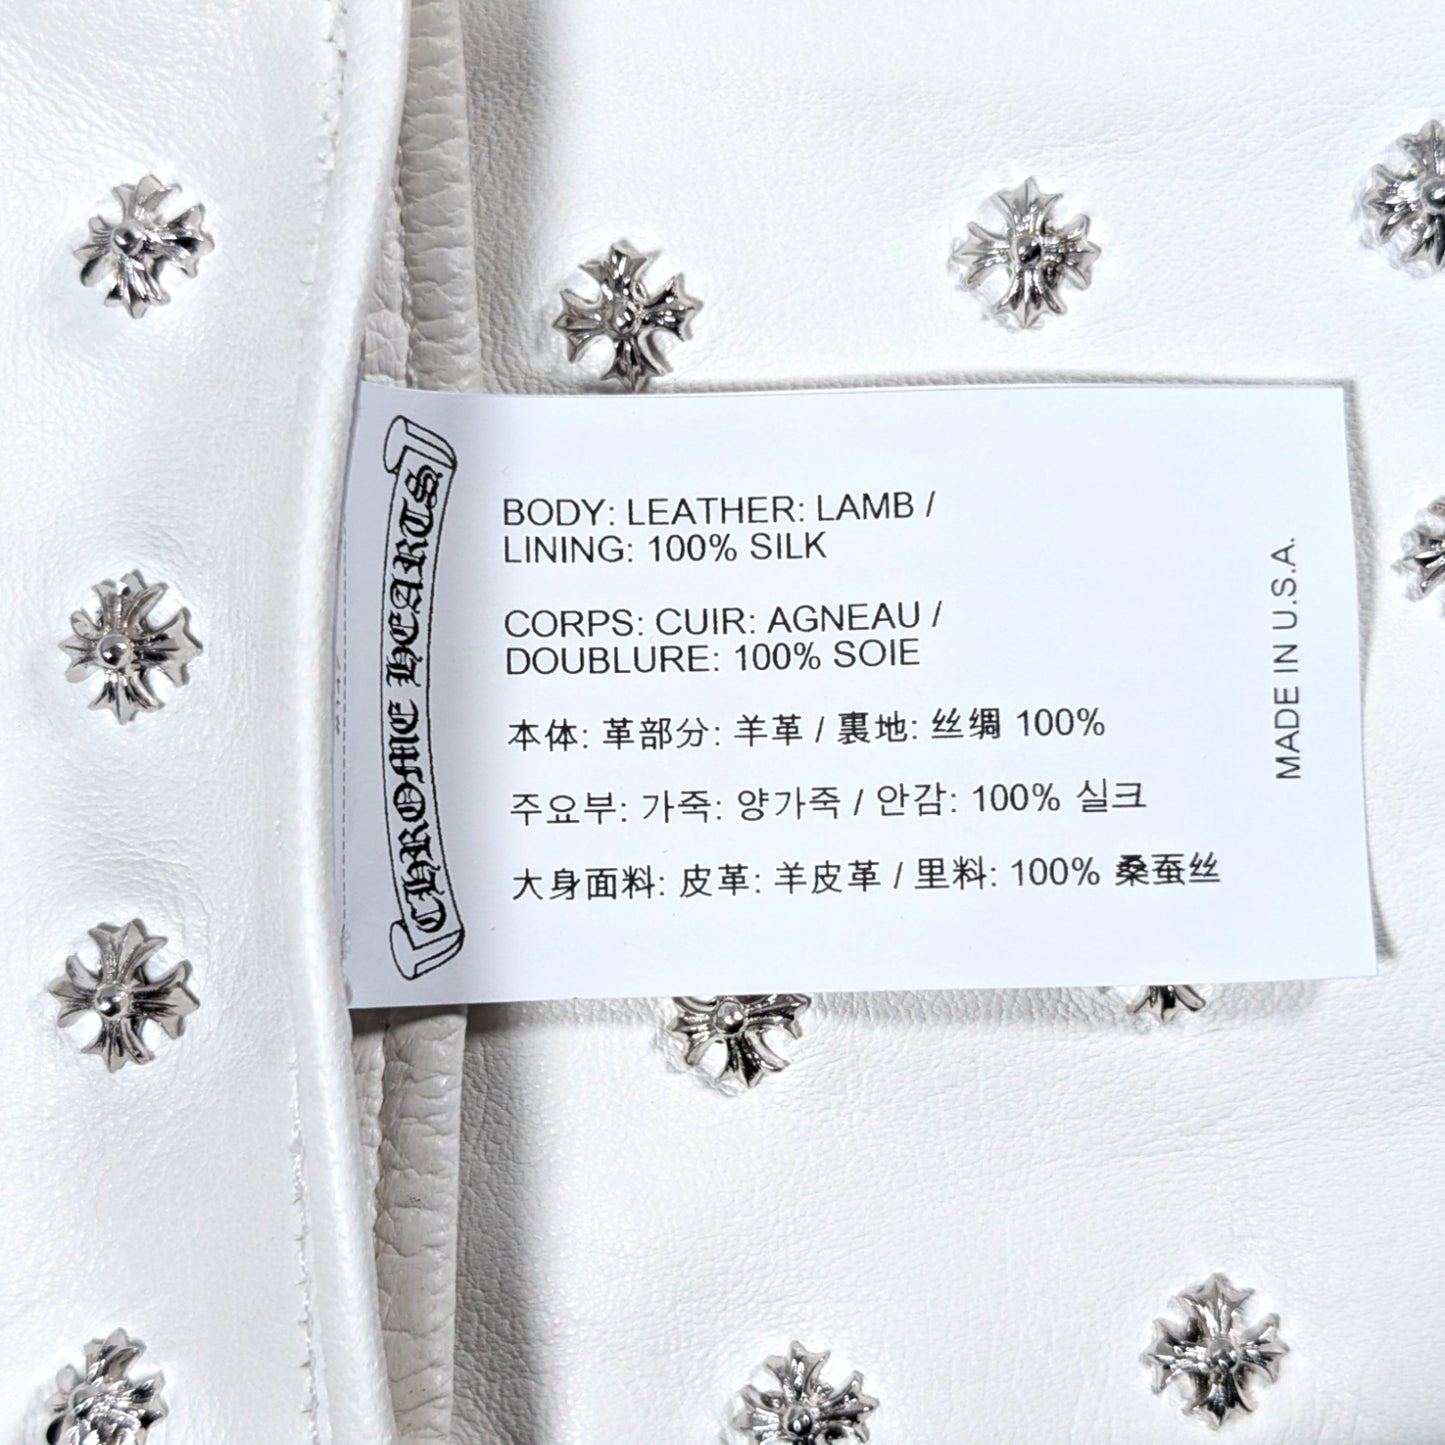 CHROME HEARTS
BODY: LEATHER: LAMB /
LINING: 100% SILK
CORPS: CUIR: AGNEAU /
DOUBLURE: 100% SOIE
本体: 革部分: 羊革 / 裏地: 丝绸 100%
주요부: 가죽: 양가죽 / 안감: 100% 실크
大身面料: 皮革: 羊皮革 / 里料: 100% 桑蚕丝
MADE IN U.S.A.